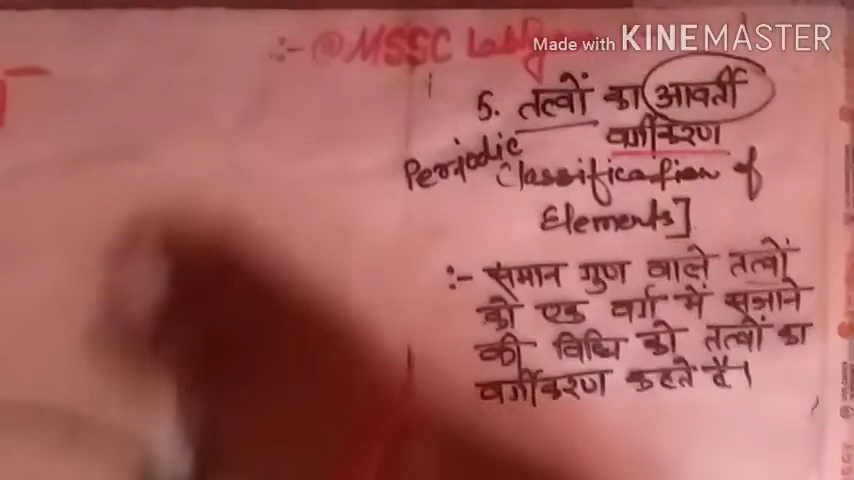 :- @MSSC
Made with KINEMASTER
5. तत्वों का आवर्ती
वर्गीकरण
Periodic
Classification of
Elements]
:- समान गुण वाले तत्वों
को एक वर्ग में सजाने
की विधि को तत्वों का
वर्गीकरण कहते है।